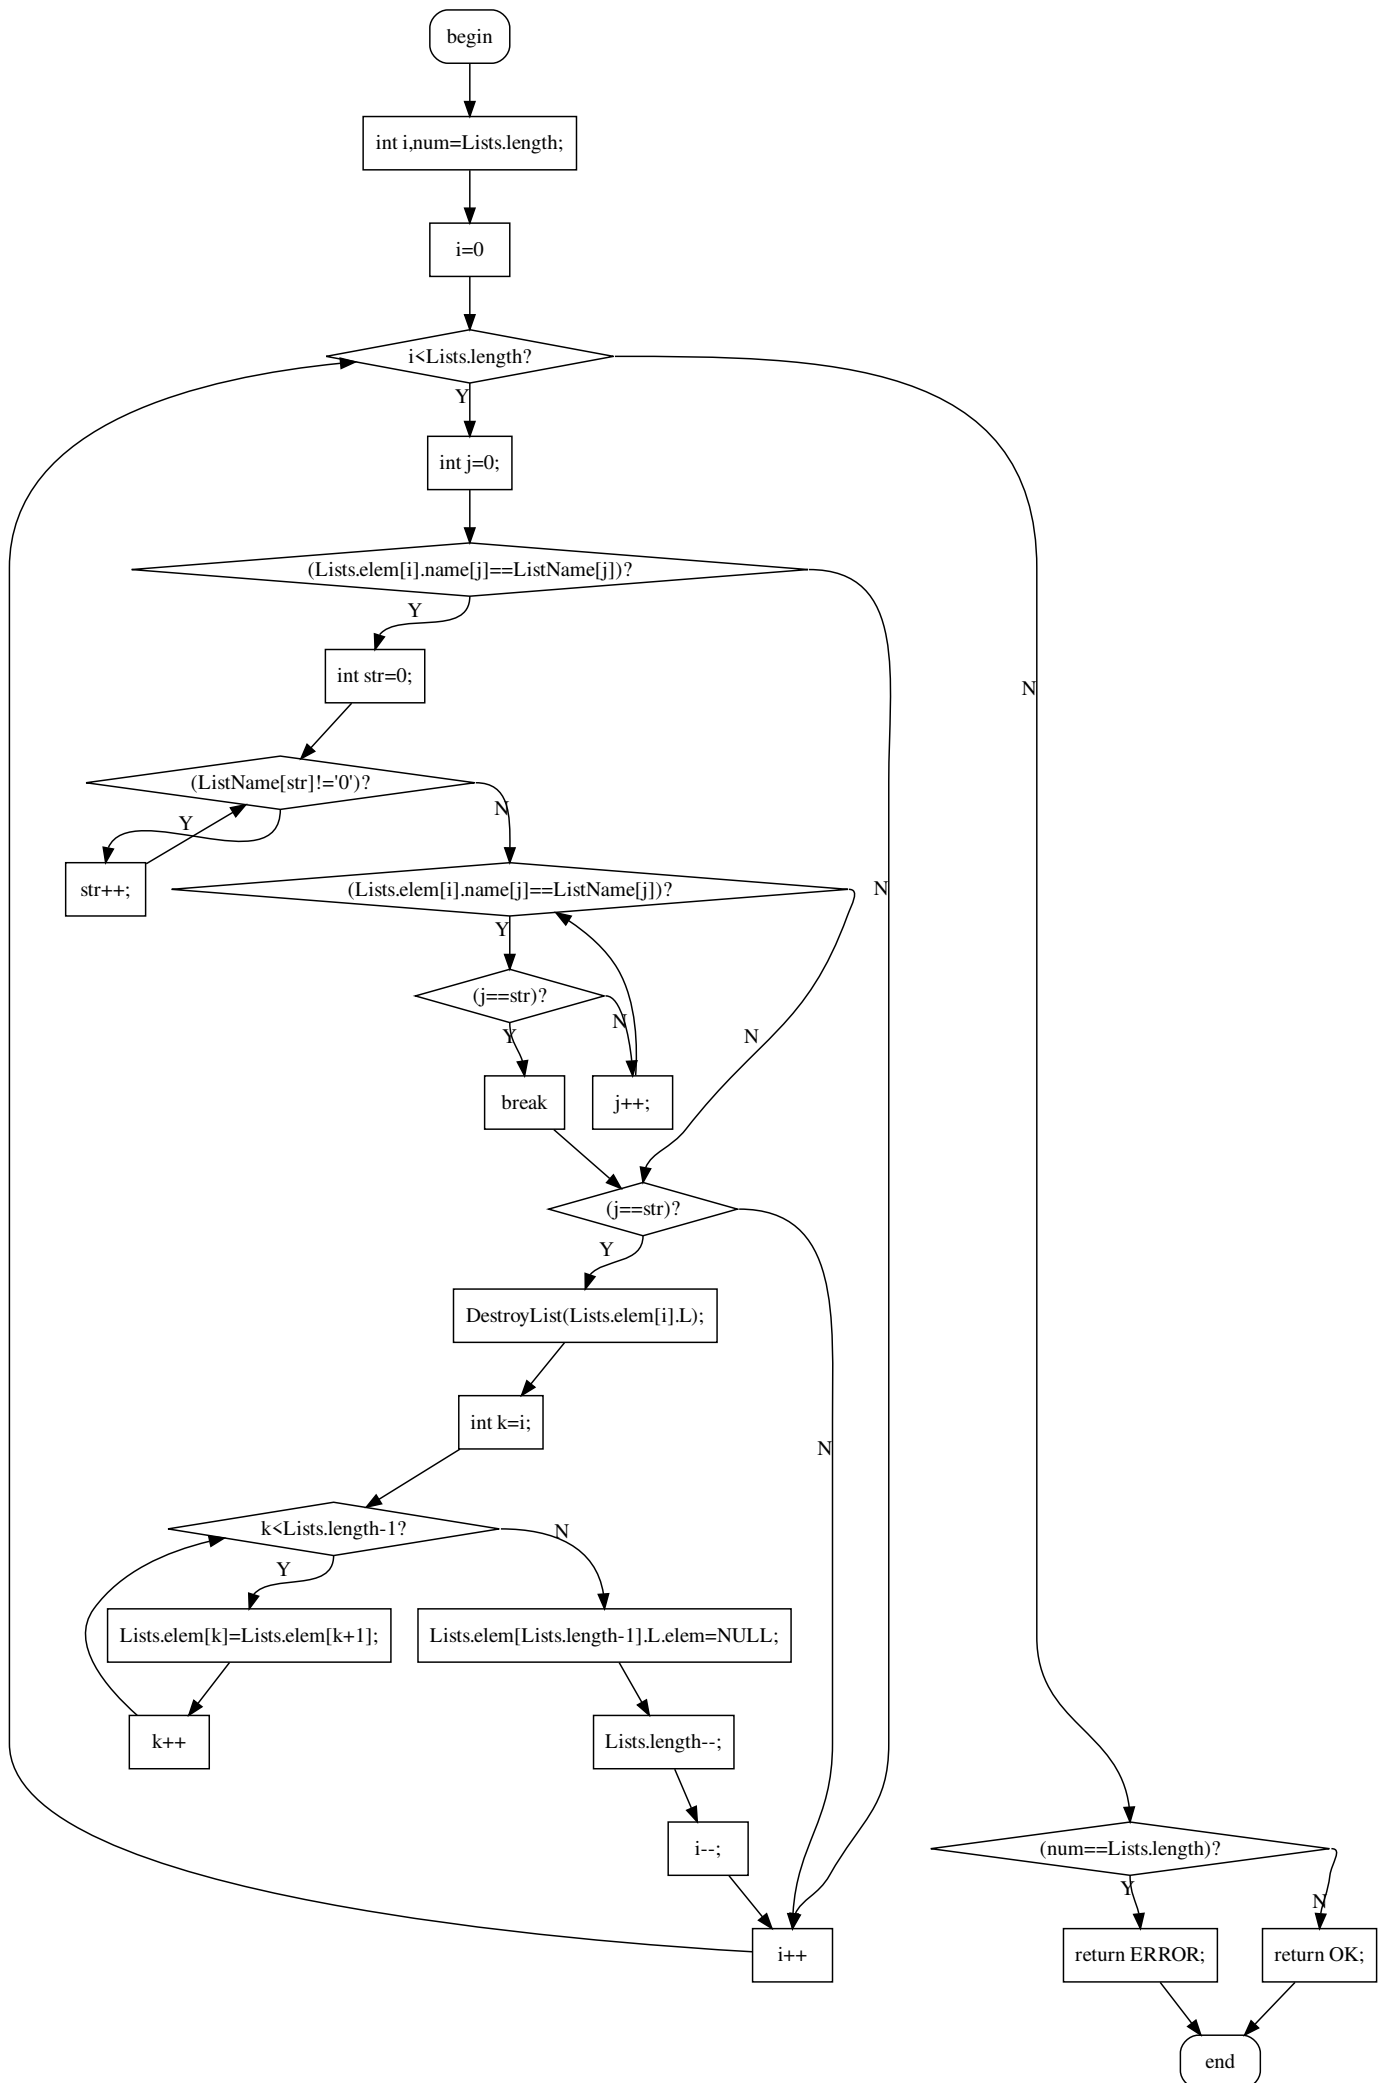 begin
int i,num=Lists.length;
i=0
i<Lists.length?
Y
int j=0;
(Lists.elem[i].name[j]==ListName[j])?
Y
int str=0;
N
(ListName[str]!='0')?
N
Y
str++;
(Lists.elem[i].name[j]==ListName[j])?
N
Y
(j==str)?
N
Y
N
break
j++;
(j==str)?
Y
DestroyList(Lists.elem[i].L);
int k=i;
N
k<Lists.length-1?
N
Y
Lists.elem[k]=Lists.elem[k+1];
Lists.elem[Lists.length-1].L.elem=NULL;
k++
Lists.length--;
i--;
(num==Lists.length)?
Y
N
i++
return ERROR;
return OK;
end